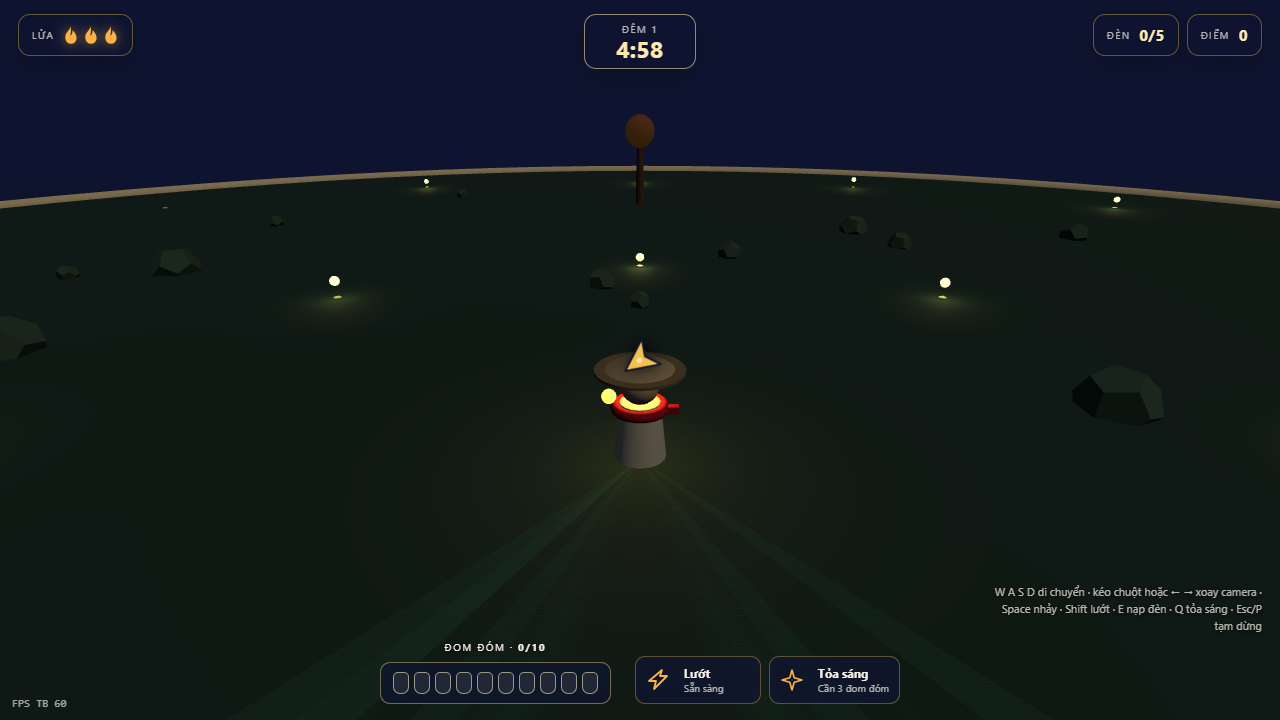 LỬA
ĐÊM 1
4:58
ĐÈN 0/5
ĐIỂM 0
W A S D di chuyển · kéo chuột hoặc ← → xoay camera ·
Space nhảy · Shift lướt · E nạp đèn · Q tỏa sáng · Esc/P
tạm dừng
ĐOM ĐÓM · 0/10
Lướt
Sẵn sàng
Tỏa sáng
Cần 3 đom đóm
FPS TB 60